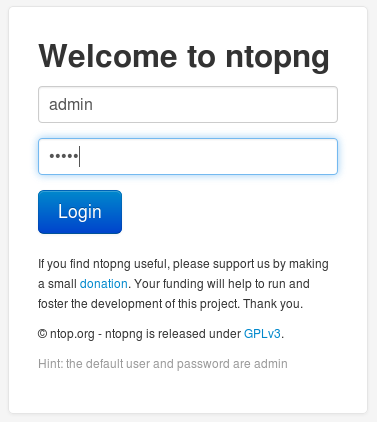 Welcome to ntopng
admin
•••••
Login
If you find ntopng useful, please support us by making
a small donation. Your funding will help to run and
foster the development of this project. Thank you.
© ntop.org - ntopng is released under GPLv3.
Hint: the default user and password are admin